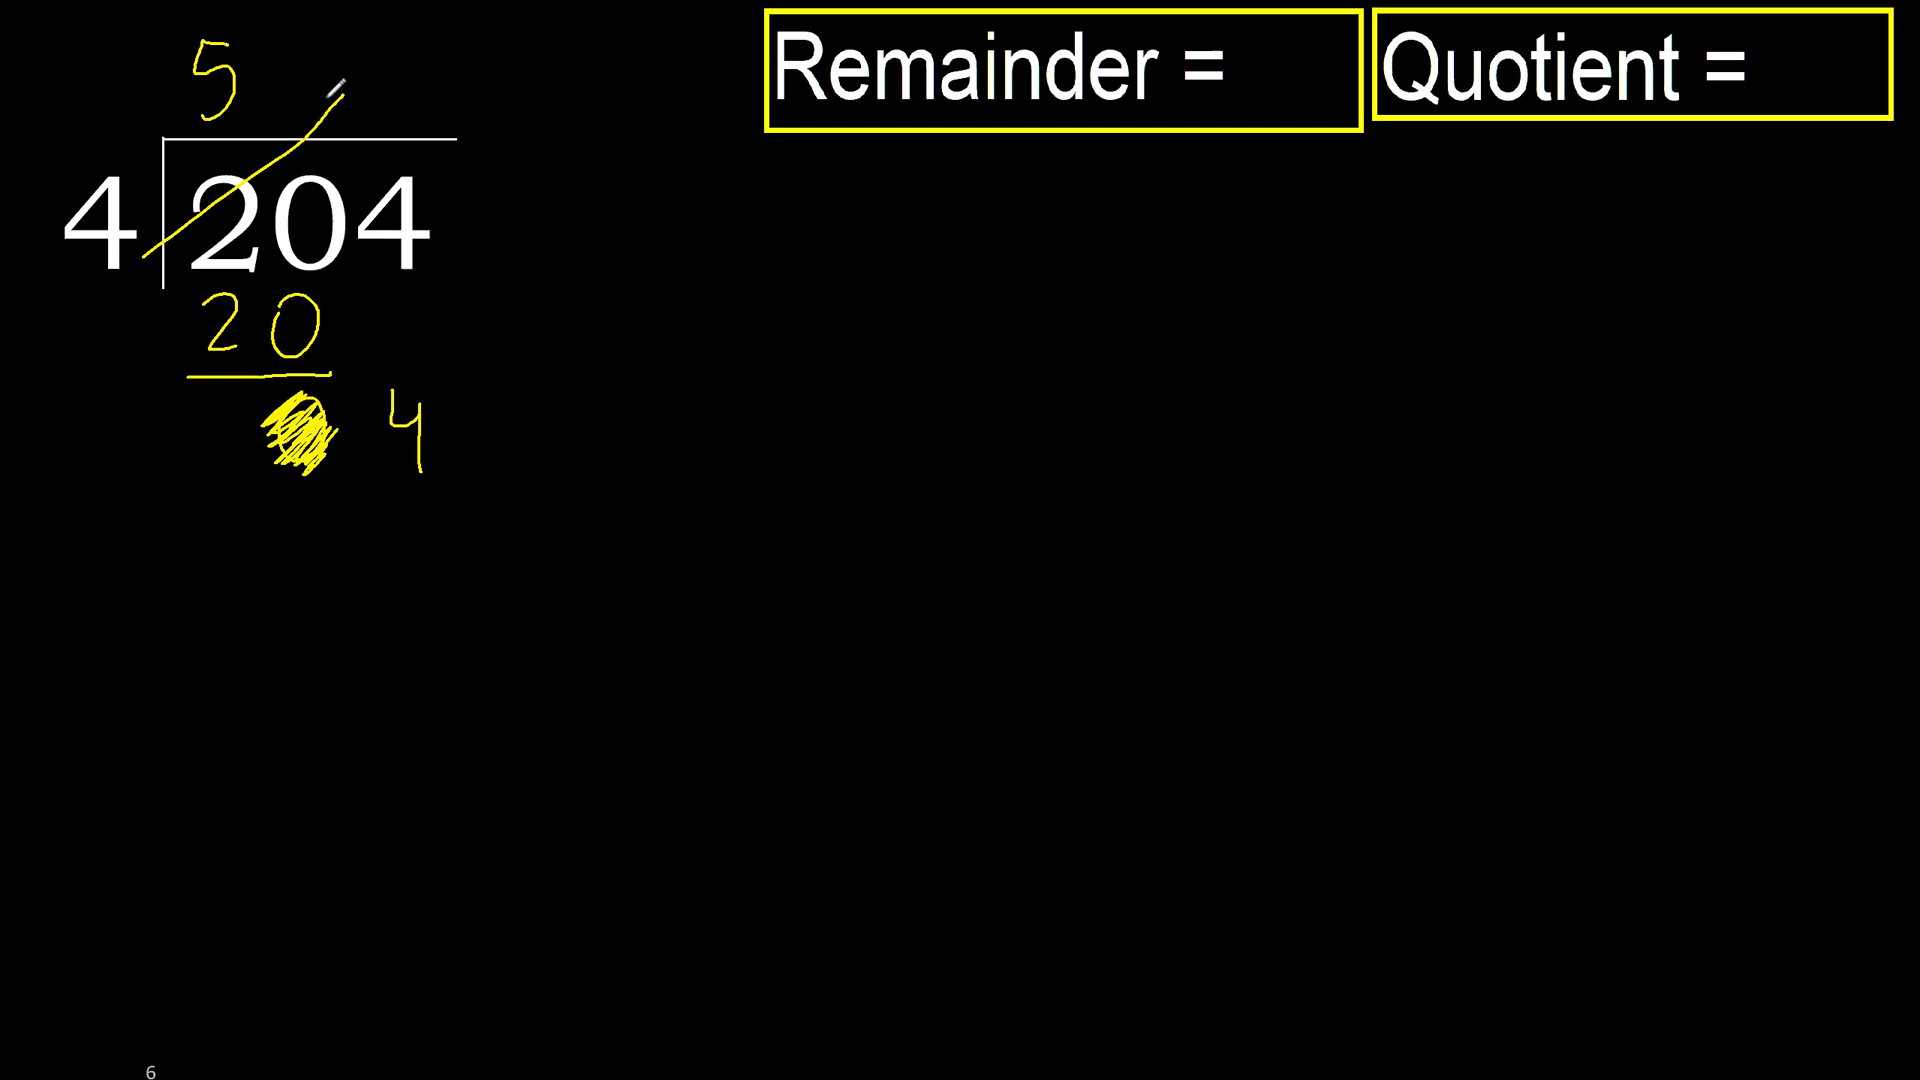 Remainder =
Quotient =
5
4 204
20
4
6